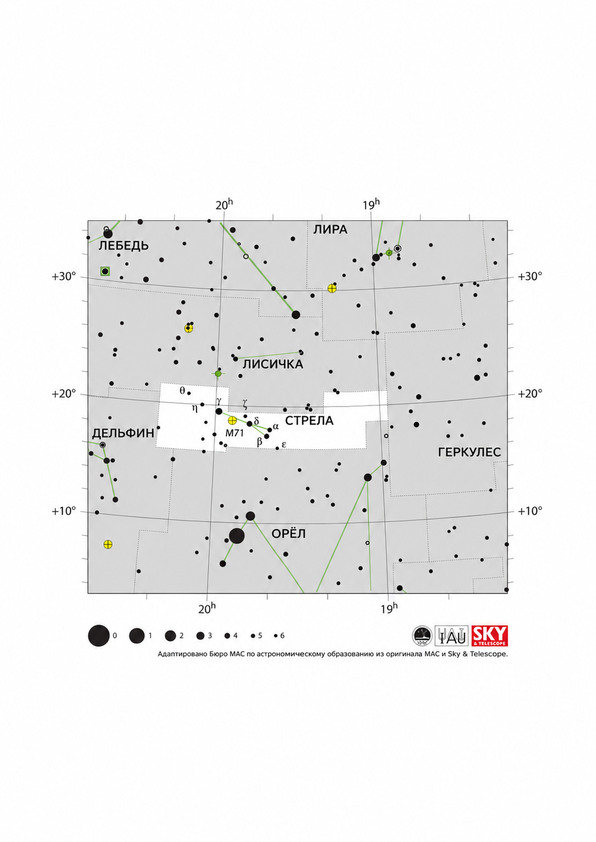 20h 19h
ЛИРА
ЛЕБЕДЬ
+30° +30°
ЛИСИЧКА
+20° +20°
θ
η γ ζ
М71 δ α СТРЕЛА
β ε
ДЕЛЬФИН
ГЕРКУЛЕС
+10° +10°
ОРЁЛ
20h 19h
0 1 2 3 4 5 6
IAU SKY
& TELESCOPE
Адаптировано Бюро МАС по астрономическому образованию из оригинала МАС и Sky & Telescope.